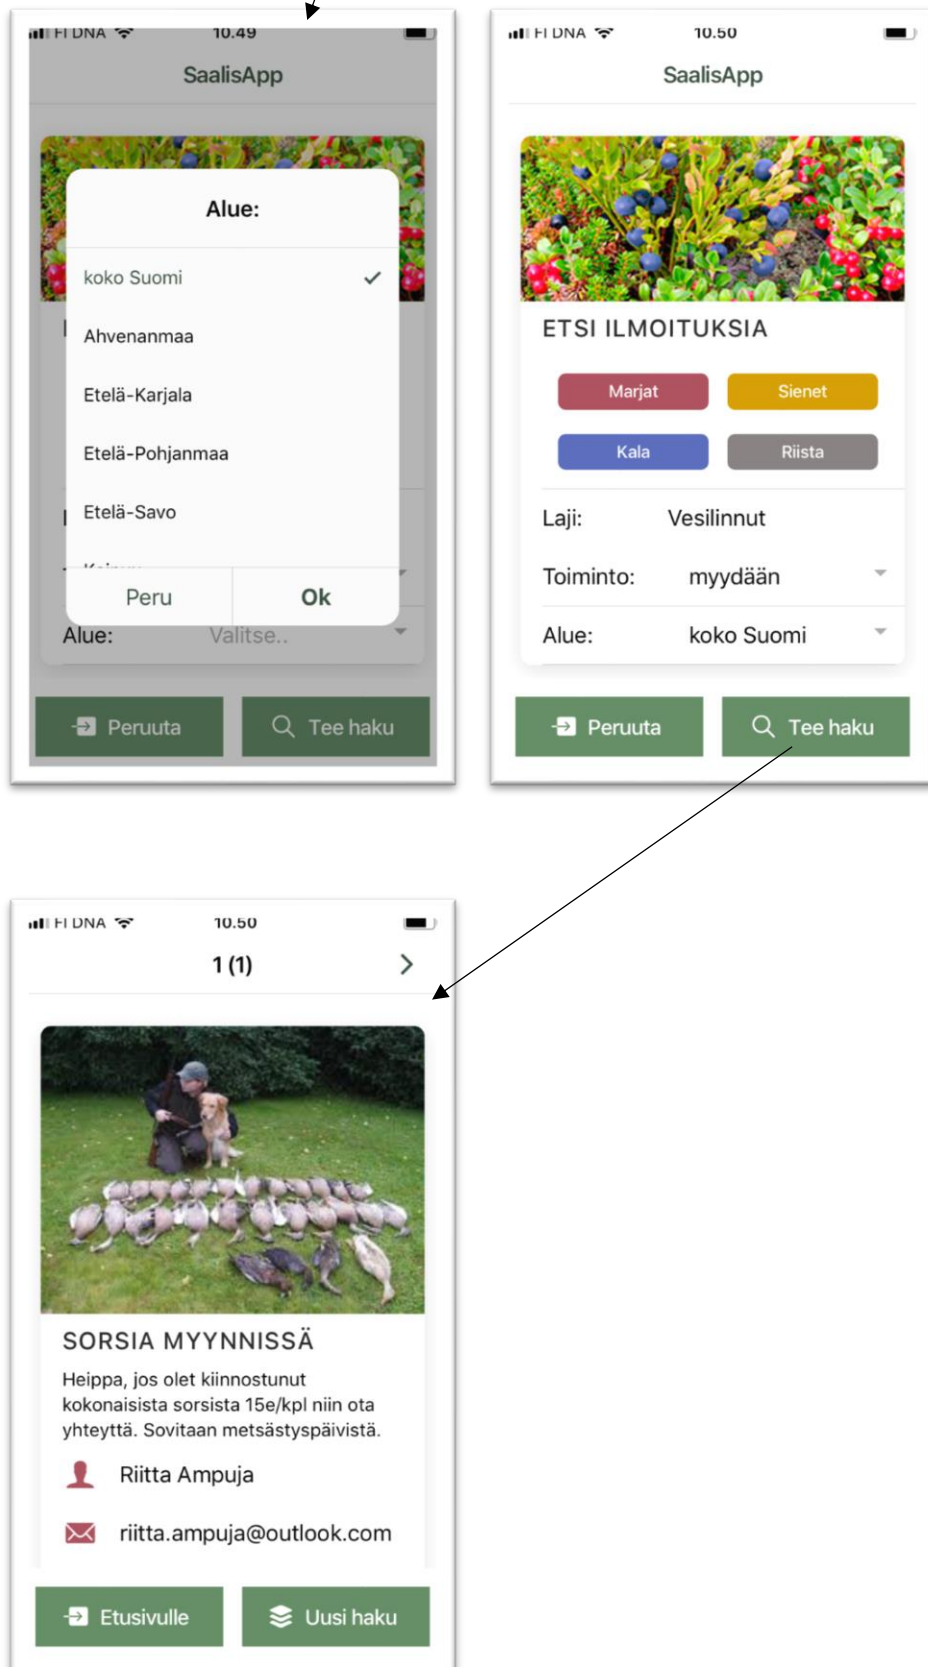 FI DNA
10.49
SaalisApp
Alue:
koko Suomi
Ahvenanmaa
Etelä-Karjala
Etelä-Pohjanmaa
Etelä-Savo
Peru
Ok
Alue:
Valitse..
Peruuta
Tee haku
FI DNA
10.50
SaalisApp
ETSI ILMOITUKSIA
Marjat
Sienet
Kala
Riista
Laji:
Vesilinnut
Toiminto:
myydään
Alue:
koko Suomi
Peruuta
Tee haku
FI DNA
10.50
1 (1)
SORSIA MYYNNISSÄ
Heippa, jos olet kiinnostunut
kokonaisista sorsista 15e/kpl niin ota
yhteyttä. Sovitaan metsästyspäivistä.
Riitta Ampuja
riitta.ampuja@outlook.com
Etusivulle
Uusi haku